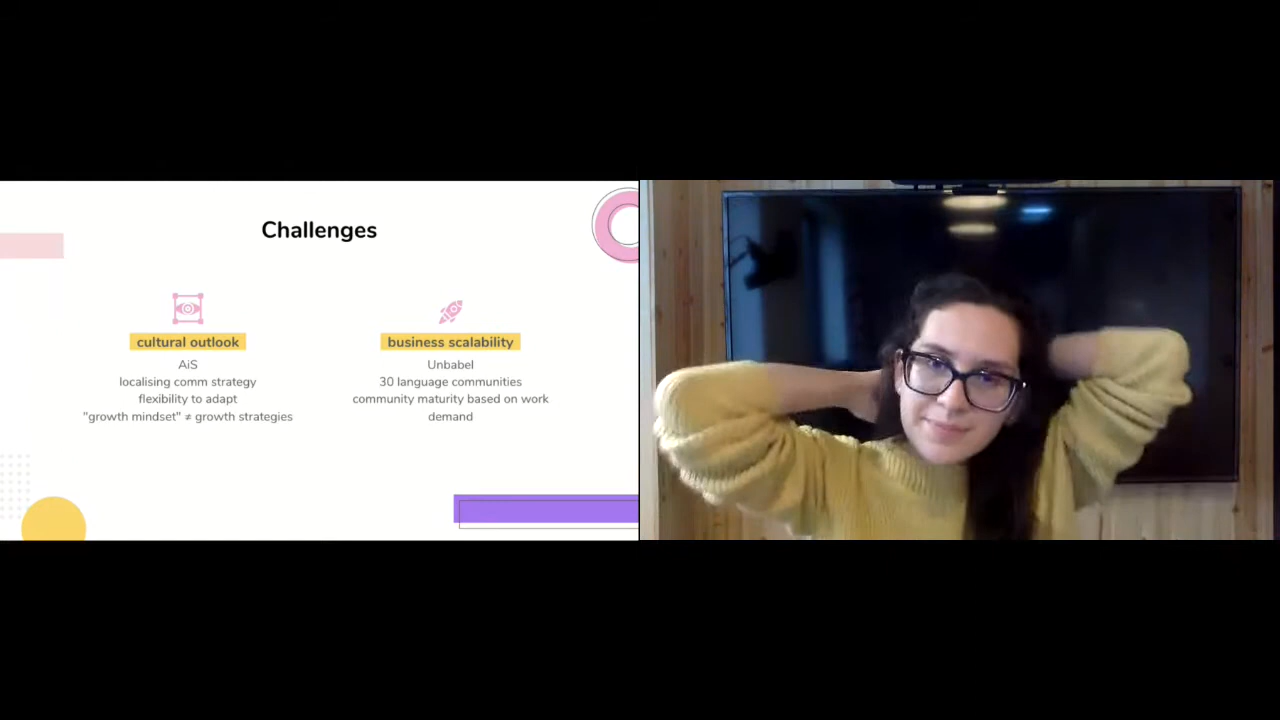 Challenges
cultural outlook
AiS
localising comm strategy
flexibility to adapt
"growth mindset" ≠ growth strategies
business scalability
Unbabel
30 language communities
community maturity based on work
demand